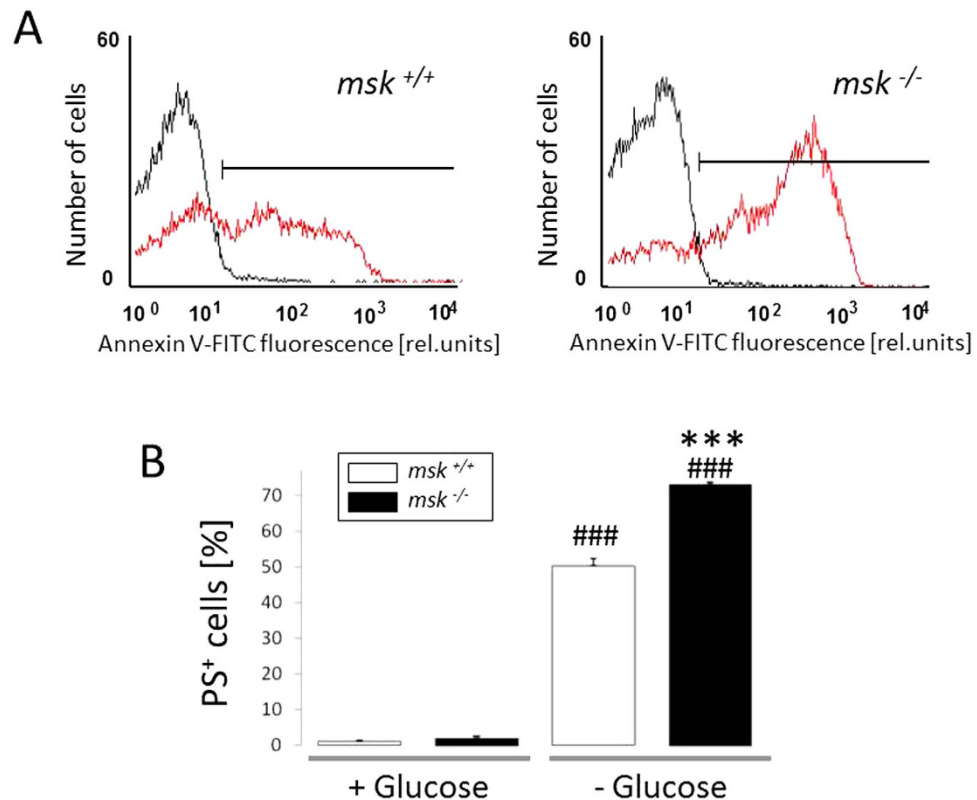 A
60
Number of cells
0
msk +/+
10 0 10 1 10 2 10 3 10 4
Annexin V-FITC fluorescence [rel.units]
60
Number of cells
0
msk -/-
10 0 10 1 10 2 10 3 10 4
Annexin V-FITC fluorescence [rel.units]
B
msk +/+
msk -/-
PS+ cells [%]
70
60
50
40
30
20
10
0
###
***
###
+ Glucose
- Glucose